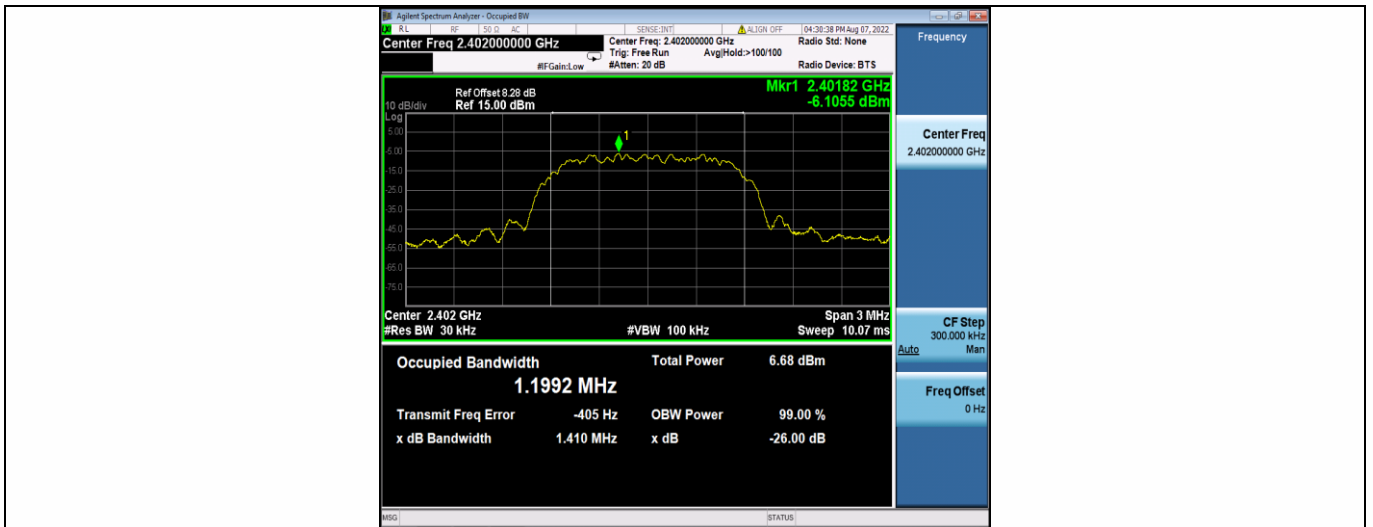 Agilent Spectrum Analyzer - Occupied BW
RL RF 50 Ω AC SENSE:INT ALIGN OFF 04:30:38 PM Aug 07, 2022
Center Freq 2.402000000 GHz
Center Freq: 2.402000000 GHz Radio Std: None
Trig: Free Run Avg|Hold:>100/100
#IFGain:Low #Atten: 20 dB Radio Device: BTS
Frequency
Mkr1 2.40182 GHz
-6.1055 dBm
Ref Offset 8.28 dB
10 dB/div Ref 15.00 dBm
Log
5.00
-5.00
-15.0
-25.0
-35.0
-45.0
-55.0
-65.0
-75.0
1
Center 2.402 GHz Span 3 MHz
#Res BW 30 kHz #VBW 100 kHz Sweep 10.07 ms
Occupied Bandwidth Total Power 6.68 dBm
1.1992 MHz
Transmit Freq Error -405 Hz OBW Power 99.00 %
x dB Bandwidth 1.410 MHz x dB -26.00 dB
Center Freq
2.402000000 GHz
CF Step
300.000 kHz
Auto Man
Freq Offset
0 Hz
MSG STATUS